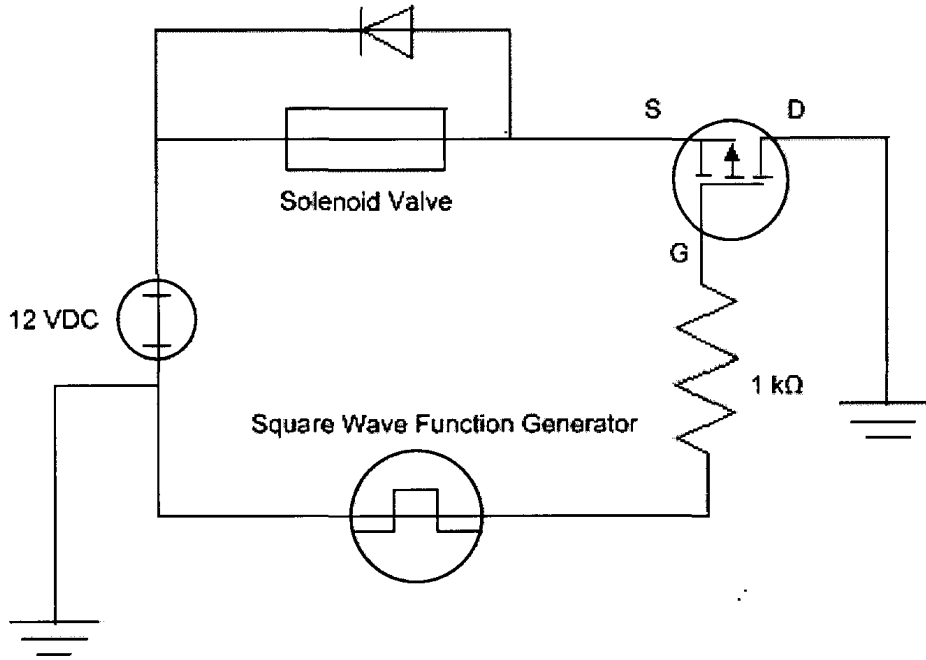 S D
Solenoid Valve
G
12 VDC
1 kΩ
Square Wave Function Generator